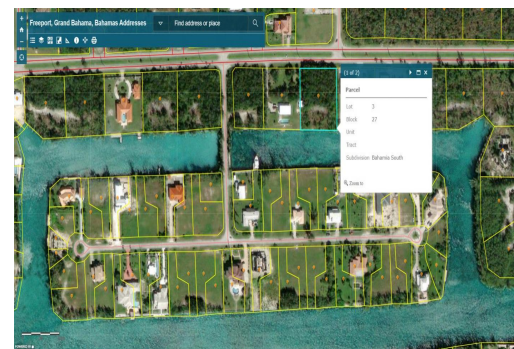 Freeport, Grand Bahama, Bahamas Addresses
Find address or place
(1 of 2)
Parcel
Lot 3
Block 27
Unit
Tract
Subdivision Bahamia South
Zoom to